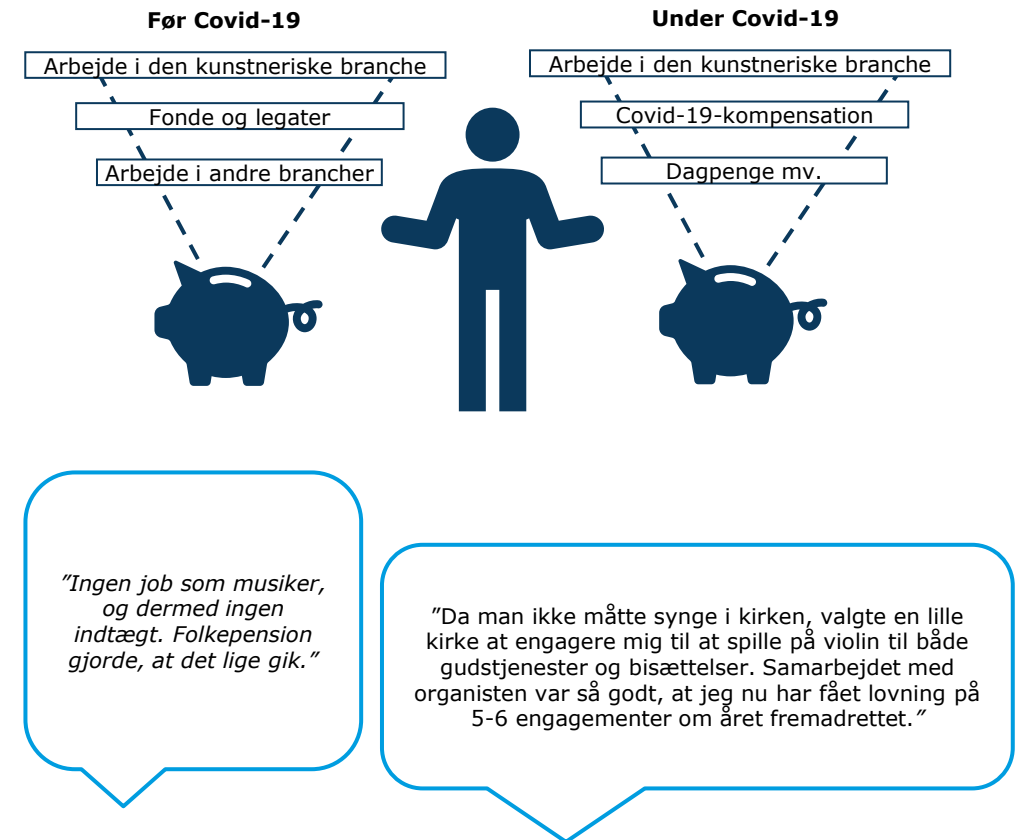 Før Covid-19
Arbejde i den kunstneriske branche
Fonde og legater
Arbejde i andre brancher
Under Covid-19
Arbejde i den kunstneriske branche
Covid-19-kompensation
Dagpenge mv.
”Ingen job som musiker,
og dermed ingen
indtægt. Folkepension
gjorde, at det lige gik.”
”Da man ikke måtte synge i kirken, valgte en lille
kirke at engagere mig til at spille på violin til både
gudstjenester og bisættelser. Samarbejdet med
organisten var så godt, at jeg nu har fået lovning på
5-6 engagementer om året fremadrettet.”